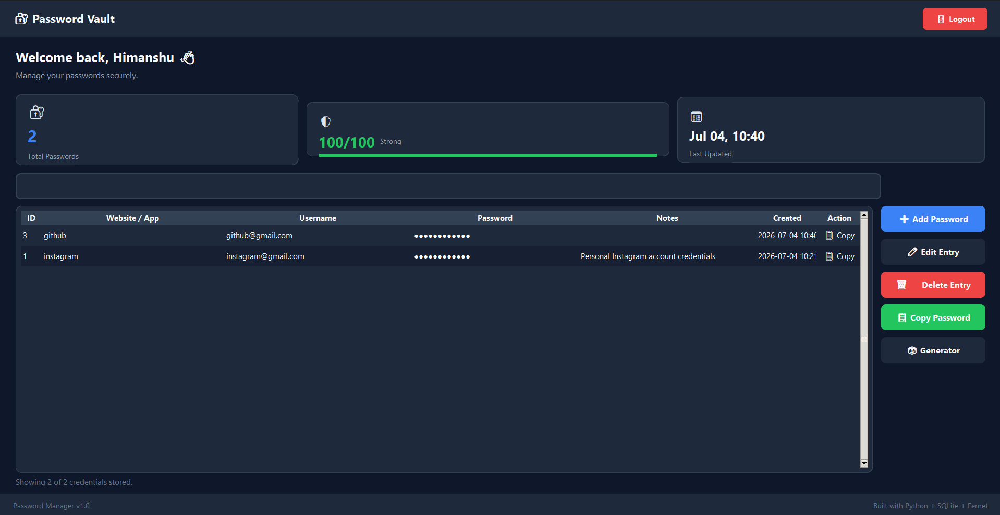 Password Vault
Logout
Welcome back, Himanshu
Manage your passwords securely.
2
Total Passwords
100/100 Strong
Jul 04, 10:40
Last Updated
ID Website / App Username Password Notes Created Action
3 github github@gmail.com ●●●●●●●●●●●● 2026-07-04 10:40 Copy
1 instagram instagram@gmail.com ●●●●●●●●●●●● Personal Instagram account credentials 2026-07-04 10:21 Copy
Add Password
Edit Entry
Delete Entry
Copy Password
Generator
Showing 2 of 2 credentials stored.
Password Manager v1.0
Built with Python + SQLite + Fernet